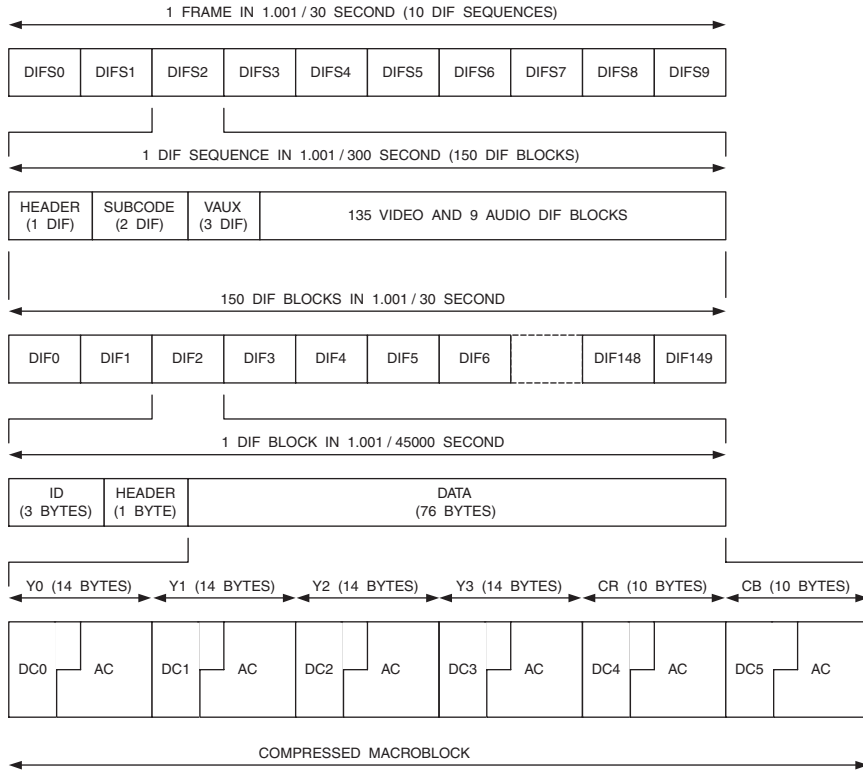 1 FRAME IN 1.001 / 30 SECOND (10 DIF SEQUENCES)
DIFS0 DIFS1 DIFS2 DIFS3 DIFS4 DIFS5 DIFS6 DIFS7 DIFS8 DIFS9
1 DIF SEQUENCE IN 1.001 / 300 SECOND (150 DIF BLOCKS)
HEADER SUBCODE VAUX
(1 DIF) (2 DIF) (3 DIF)
135 VIDEO AND 9 AUDIO DIF BLOCKS
150 DIF BLOCKS IN 1.001 / 30 SECOND
DIF0 DIF1 DIF2 DIF3 DIF4 DIF5 DIF6 DIF148 DIF149
1 DIF BLOCK IN 1.001 / 45000 SECOND
ID HEADER DATA
(3 BYTES) (1 BYTE) (76 BYTES)
Y0 (14 BYTES) Y1 (14 BYTES) Y2 (14 BYTES) Y3 (14 BYTES) CR (10 BYTES) CB (10 BYTES)
DC0 AC DC1 AC DC2 AC DC3 AC DC4 AC DC5 AC
COMPRESSED MACROBLOCK